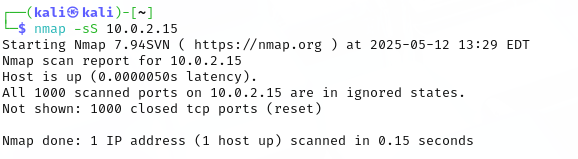 ┌──(kali㉿kali)-[~]
└─$ nmap -sS 10.0.2.15
Starting Nmap 7.94SVN ( https://nmap.org ) at 2025-05-12 13:29 EDT
Nmap scan report for 10.0.2.15
Host is up (0.0000050s latency).
All 1000 scanned ports on 10.0.2.15 are in ignored states.
Not shown: 1000 closed tcp ports (reset)
Nmap done: 1 IP address (1 host up) scanned in 0.15 seconds